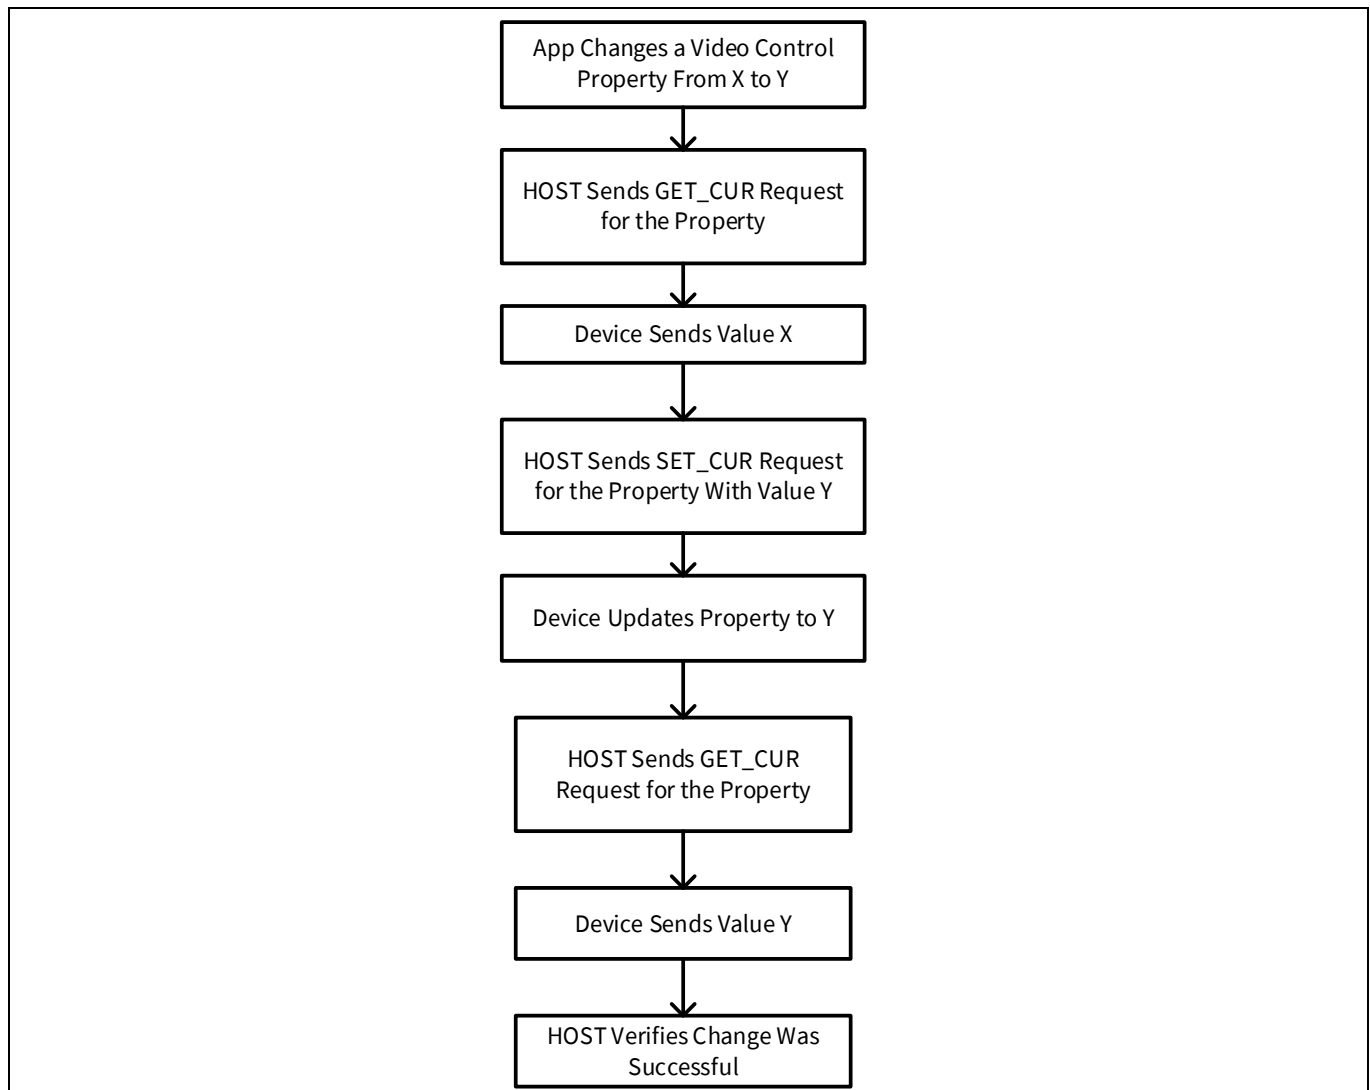 App Changes a Video Control
Property From X to Y
HOST Sends GET_CUR Request
for the Property
Device Sends Value X
HOST Sends SET_CUR Request
for the Property With Value Y
Device Updates Property to Y
HOST Sends GET_CUR
Request for the Property
Device Sends Value Y
HOST Verifies Change Was
Successful